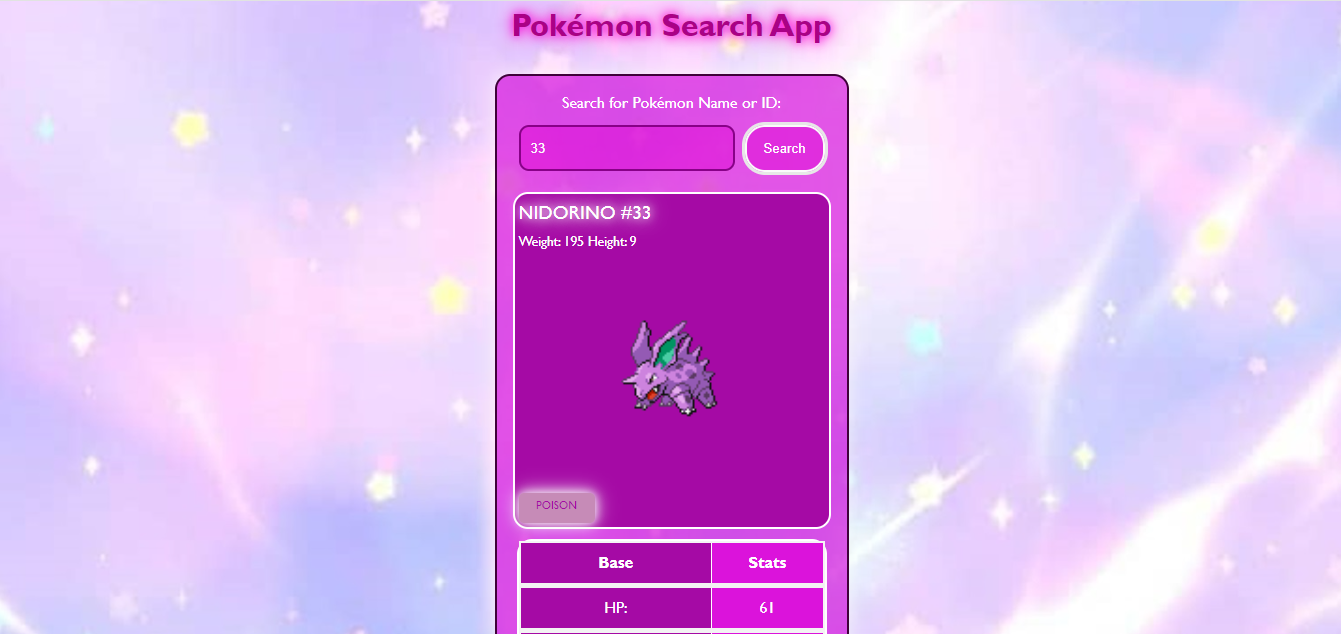 Pokémon Search App
Search for Pokémon Name or ID:
33 Search
NIDORINO #33
Weight: 195 Height: 9
POISON
Base Stats
HP: 61